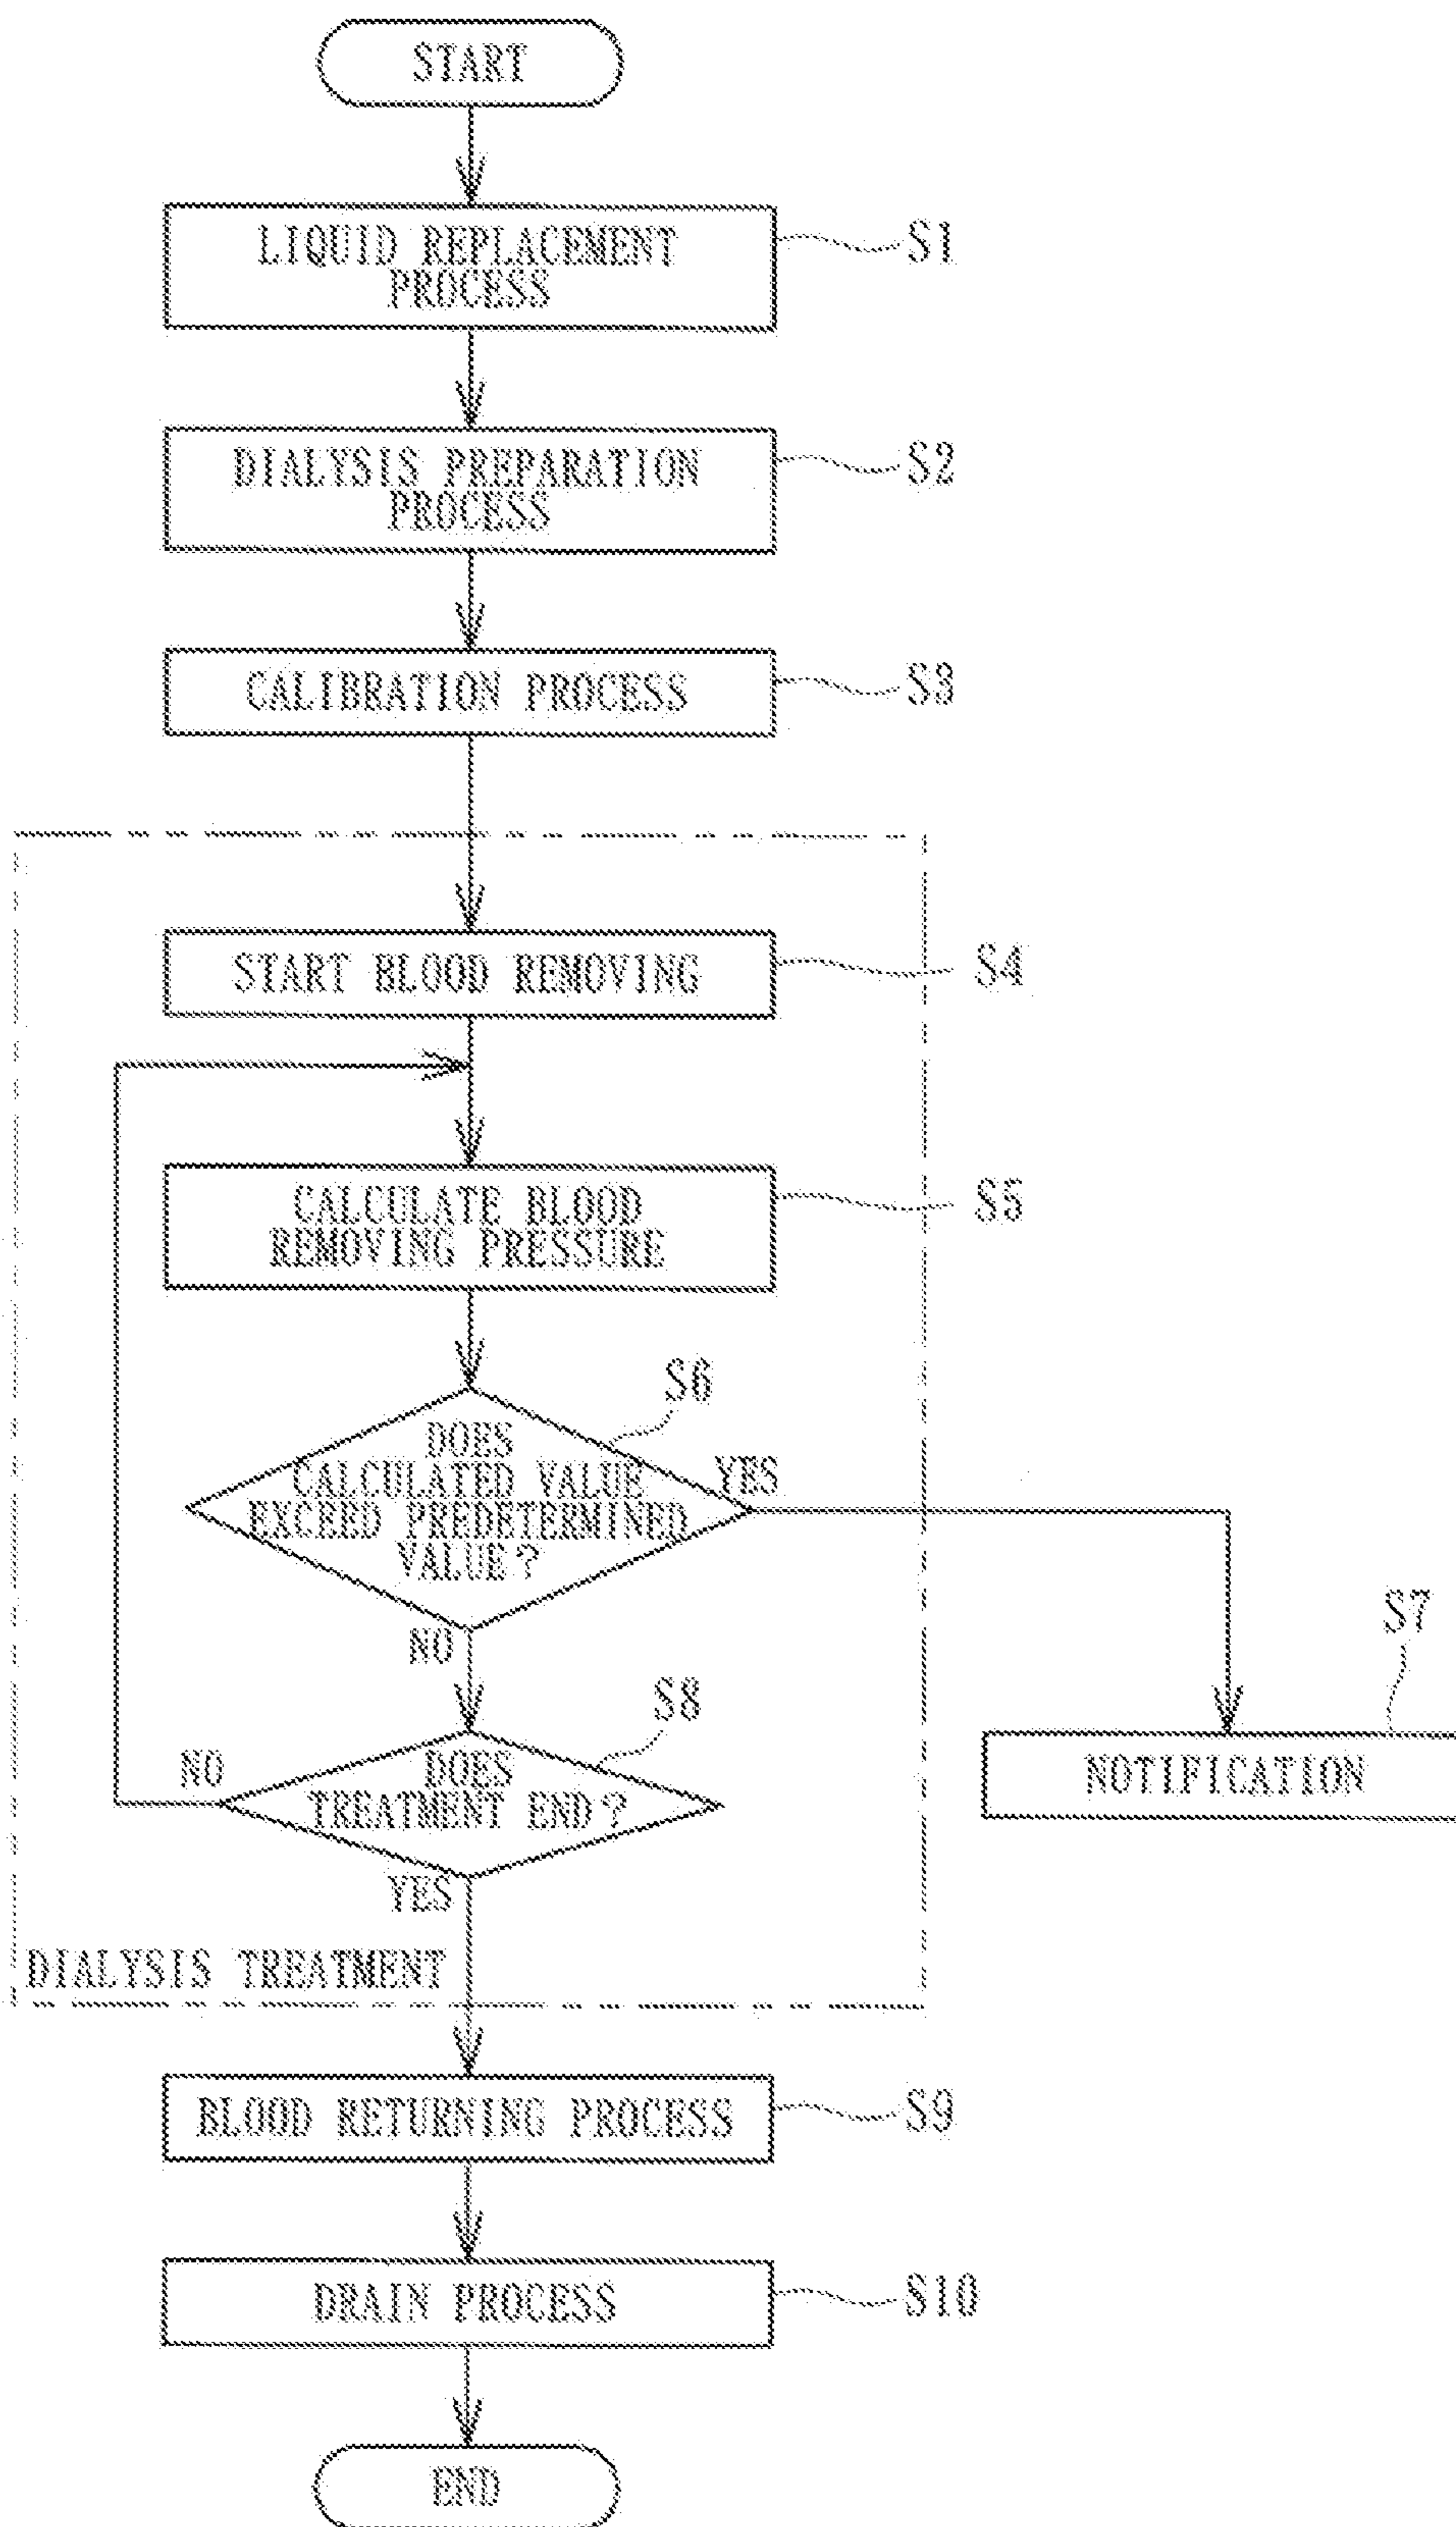 START
LIQUID REPLACEMENT
PROCESS
S1
DIALYSIS PREPARATION
PROCESS
S2
CALIBRATION PROCESS
S3
START BLOOD REMOVING
S4
CALCULATE BLOOD
REMOVING PRESSURE
S5
S6
DOES
CALCULATED VALUE
EXCEED PREDETERMINED
VALUE?
YES
NO
S7
NOTIFICATION
S8
DOES
TREATMENT END?
NO
YES
DIALYSIS TREATMENT
BLOOD RETURNING PROCESS
S9
DRAIN PROCESS
S10
END